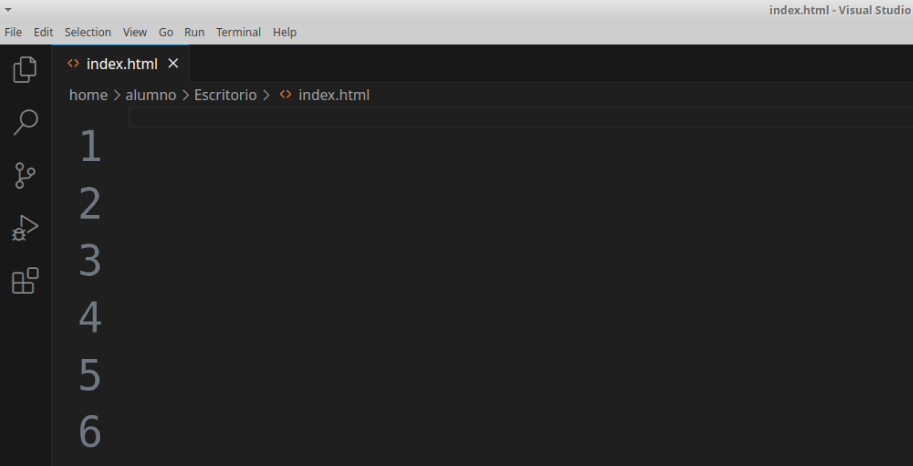 index.html - Visual Studio
File Edit Selection View Go Run Terminal Help
index.html
home > alumno > Escritorio > index.html
1
2
3
4
5
6